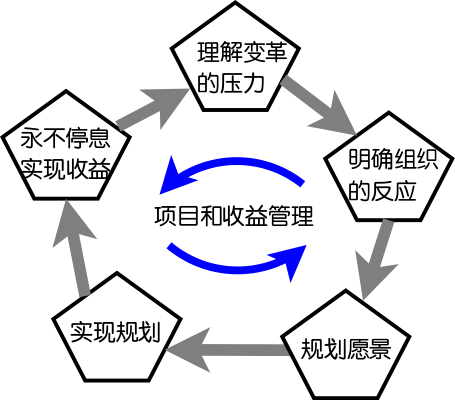 理解变革
的压力
明确组织
的反应
规划愿景
实现规划
永不停息
实现收益
项目和收益管理